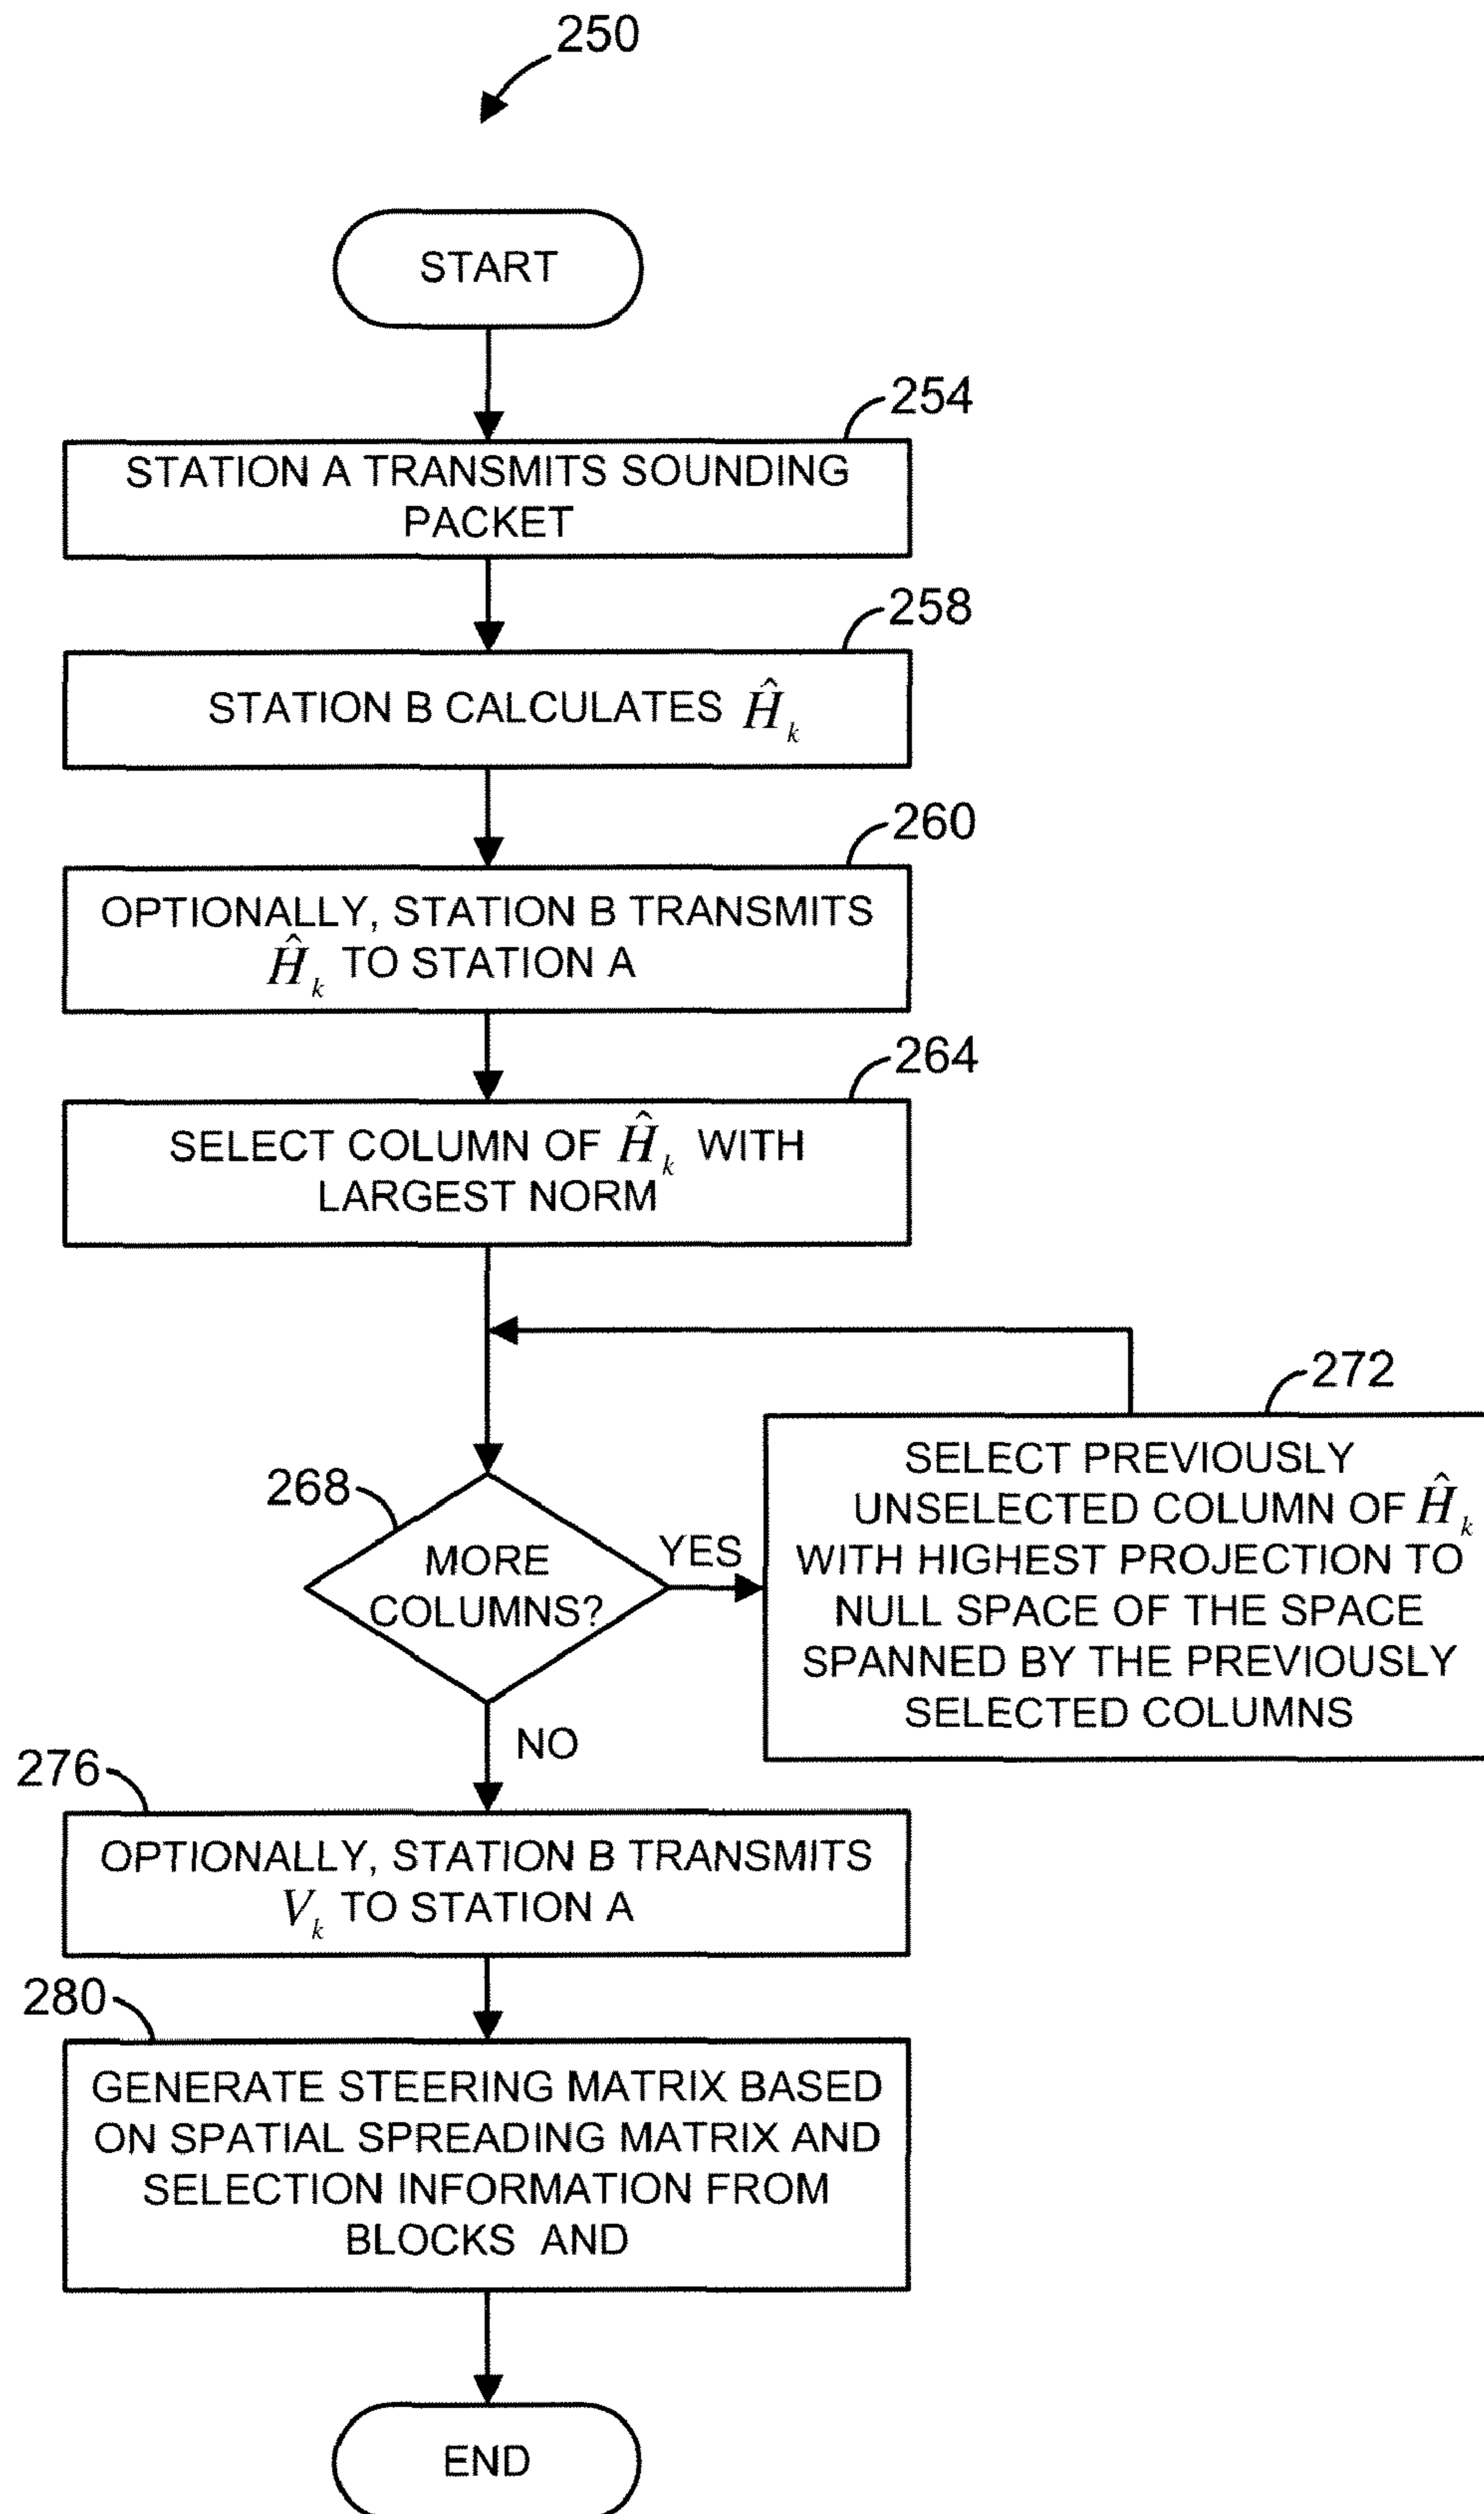 250
START
254
STATION A TRANSMITS SOUNDING
PACKET
258
STATION B CALCULATES Ĥk
260
OPTIONALLY, STATION B TRANSMITS
Ĥk TO STATION A
264
SELECT COLUMN OF Ĥk WITH
LARGEST NORM
268
MORE
COLUMNS?
YES
272
SELECT PREVIOUSLY
UNSELECTED COLUMN OF Ĥk
WITH HIGHEST PROJECTION TO
NULL SPACE OF THE SPACE
SPANNED BY THE PREVIOUSLY
SELECTED COLUMNS
NO
276
OPTIONALLY, STATION B TRANSMITS
Vk TO STATION A
280
GENERATE STEERING MATRIX BASED
ON SPATIAL SPREADING MATRIX AND
SELECTION INFORMATION FROM
BLOCKS AND
END